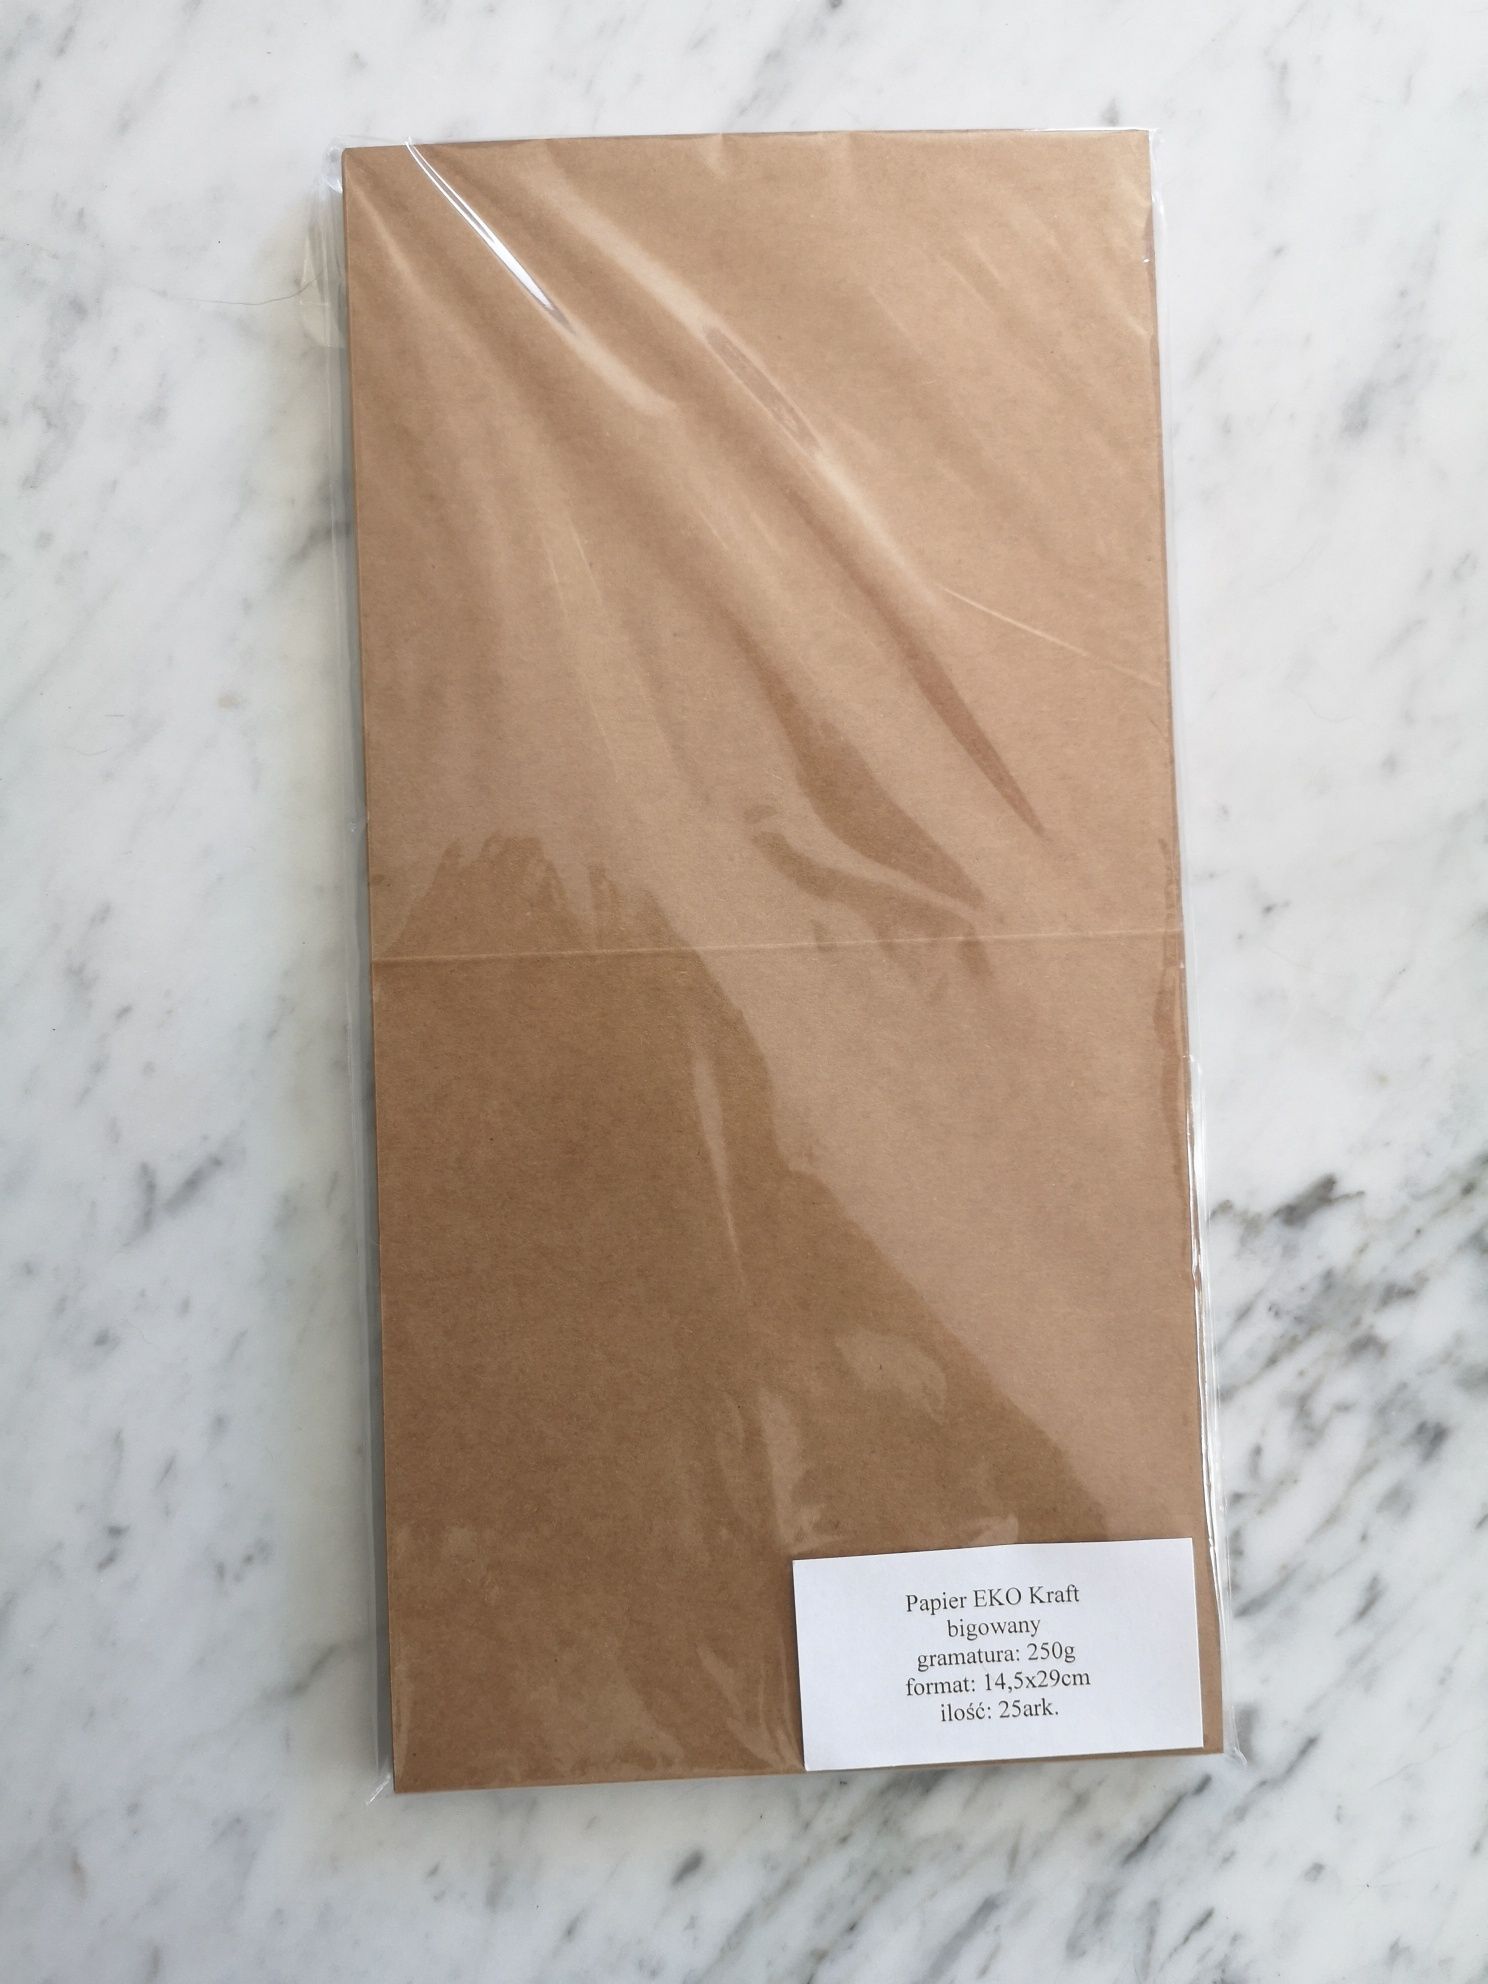 Papier EKO Kraft
bigowany
gramatura: 250g
format: 14,5x29cm
ilość: 25ark.